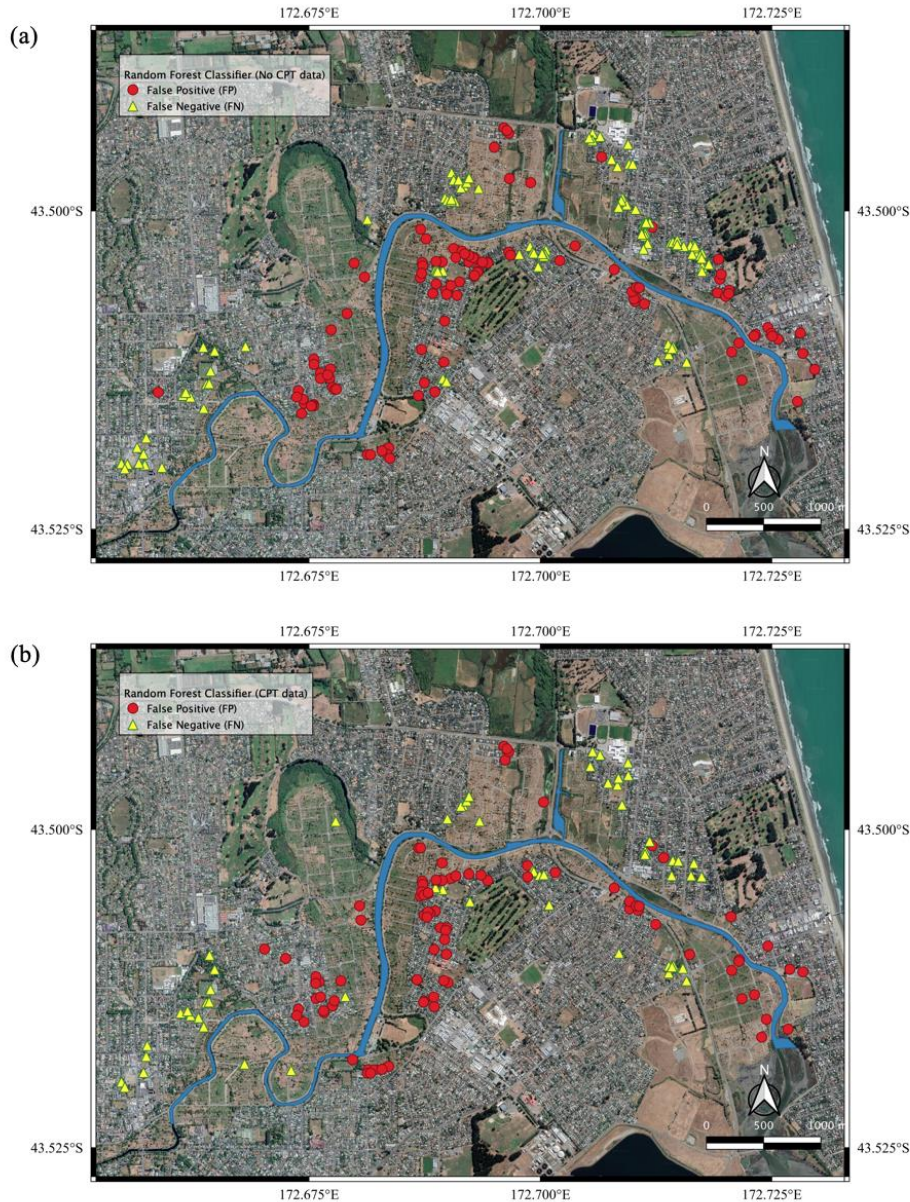 (a)
172.675°E 172.700°E 172.725°E
Random Forest Classifier (No CPT data)
False Positive (FP)
False Negative (FN)
43.500°S 43.500°S
N
0 500 1000 m
43.525°S 43.525°S
172.675°E 172.700°E 172.725°E
(b)
172.675°E 172.700°E 172.725°E
Random Forest Classifier (CPT data)
False Positive (FP)
False Negative (FN)
43.500°S 43.500°S
N
0 500 1000 m
43.525°S 43.525°S
172.675°E 172.700°E 172.725°E